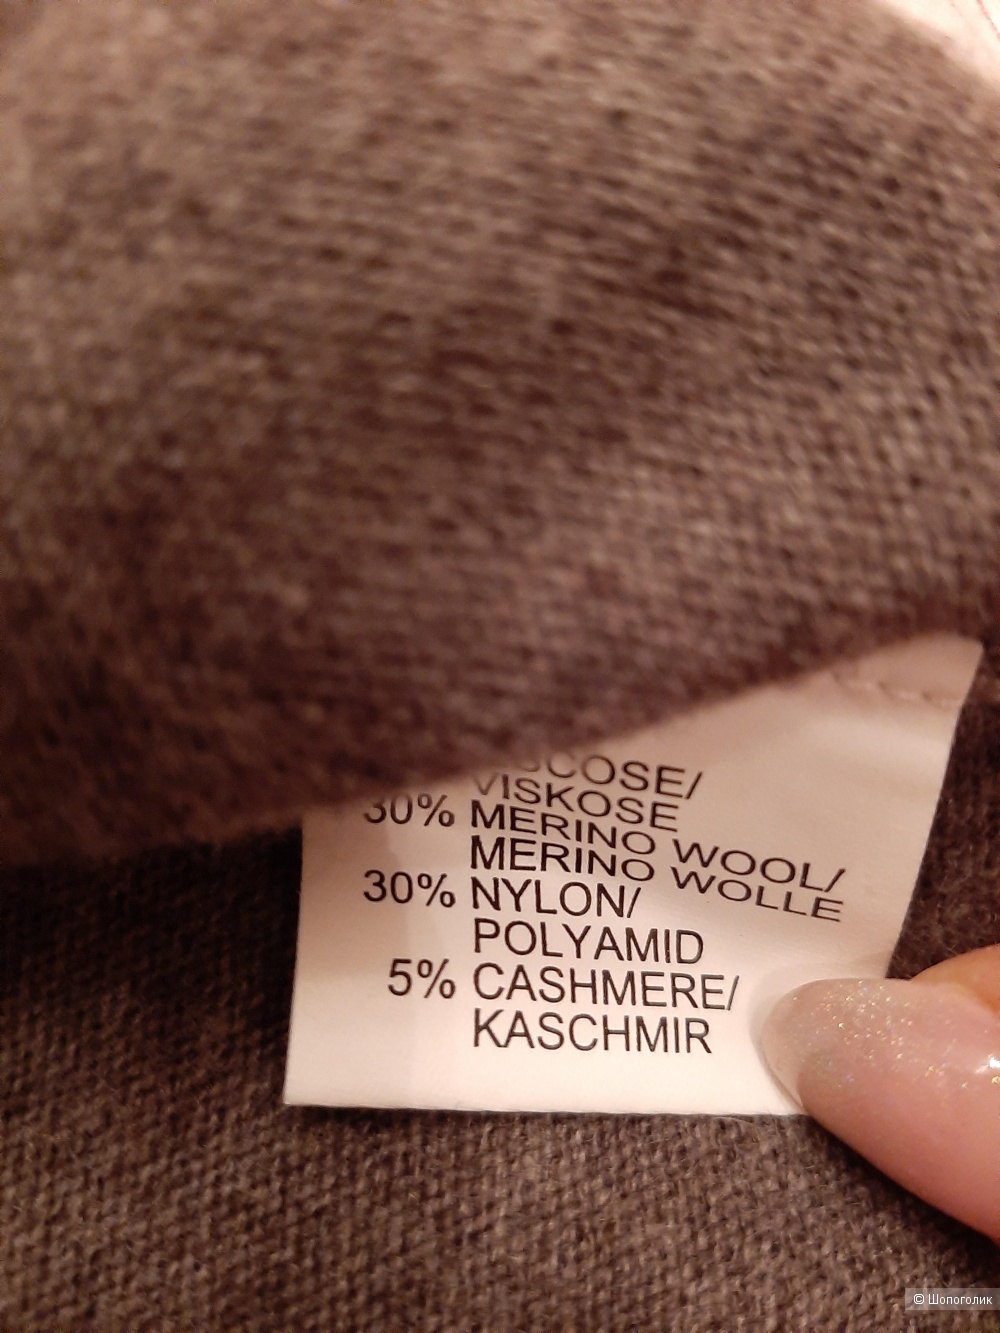 VISCOSE/
VISKOSE
30% MERINO WOOL/
MERINO WOLLE
30% NYLON/
POLYAMID
5% CASHMERE/
KASCHMIR
© Шопоголик